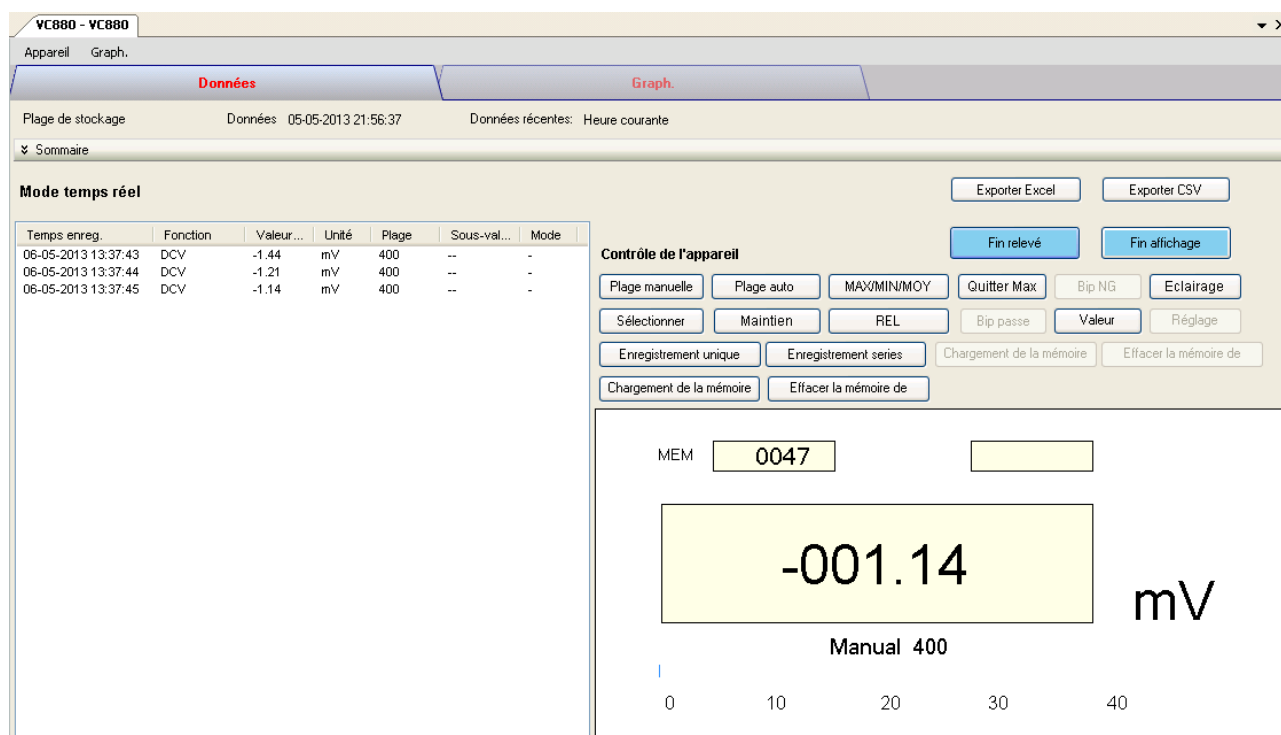 VC880 - VC880
Appareil Graph.
Données Graph.
Plage de stockage Données 05-05-2013 21:56:37 Données récentes: Heure courante
Sommaire
Mode temps réel
Exporter Excel Exporter CSV
Temps enreg. Fonction Valeur... Unité Plage Sous-val... Mode
06-05-2013 13:37:43 DCV -1.44 mV 400 -- -
06-05-2013 13:37:44 DCV -1.21 mV 400 -- -
06-05-2013 13:37:45 DCV -1.14 mV 400 -- -
Fin relevé Fin affichage
Contrôle de l'appareil
Plage manuelle Plage auto MAX/MIN/MOY Quitter Max Bip NG Eclairage
Sélectionner Maintien REL Bip passe Valeur Réglage
Enregistrement unique Enregistrement series Chargement de la mémoire Effacer la mémoire de
Chargement de la mémoire Effacer la mémoire de
MEM 0047
-001.14 mV
Manual 400
0 10 20 30 40